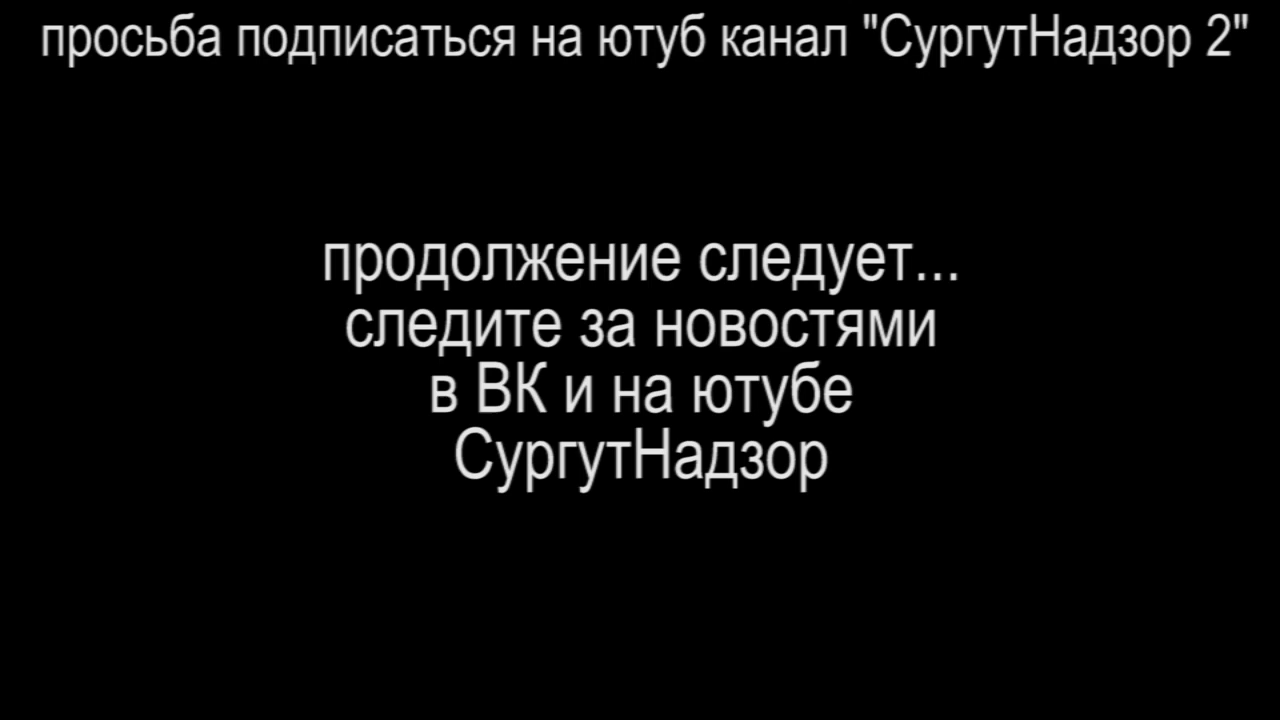 просьба подписаться на ютуб канал "СургутНадзор 2"
продолжение следует...
следите за новостями
в ВК и на ютубе
СургутНадзор